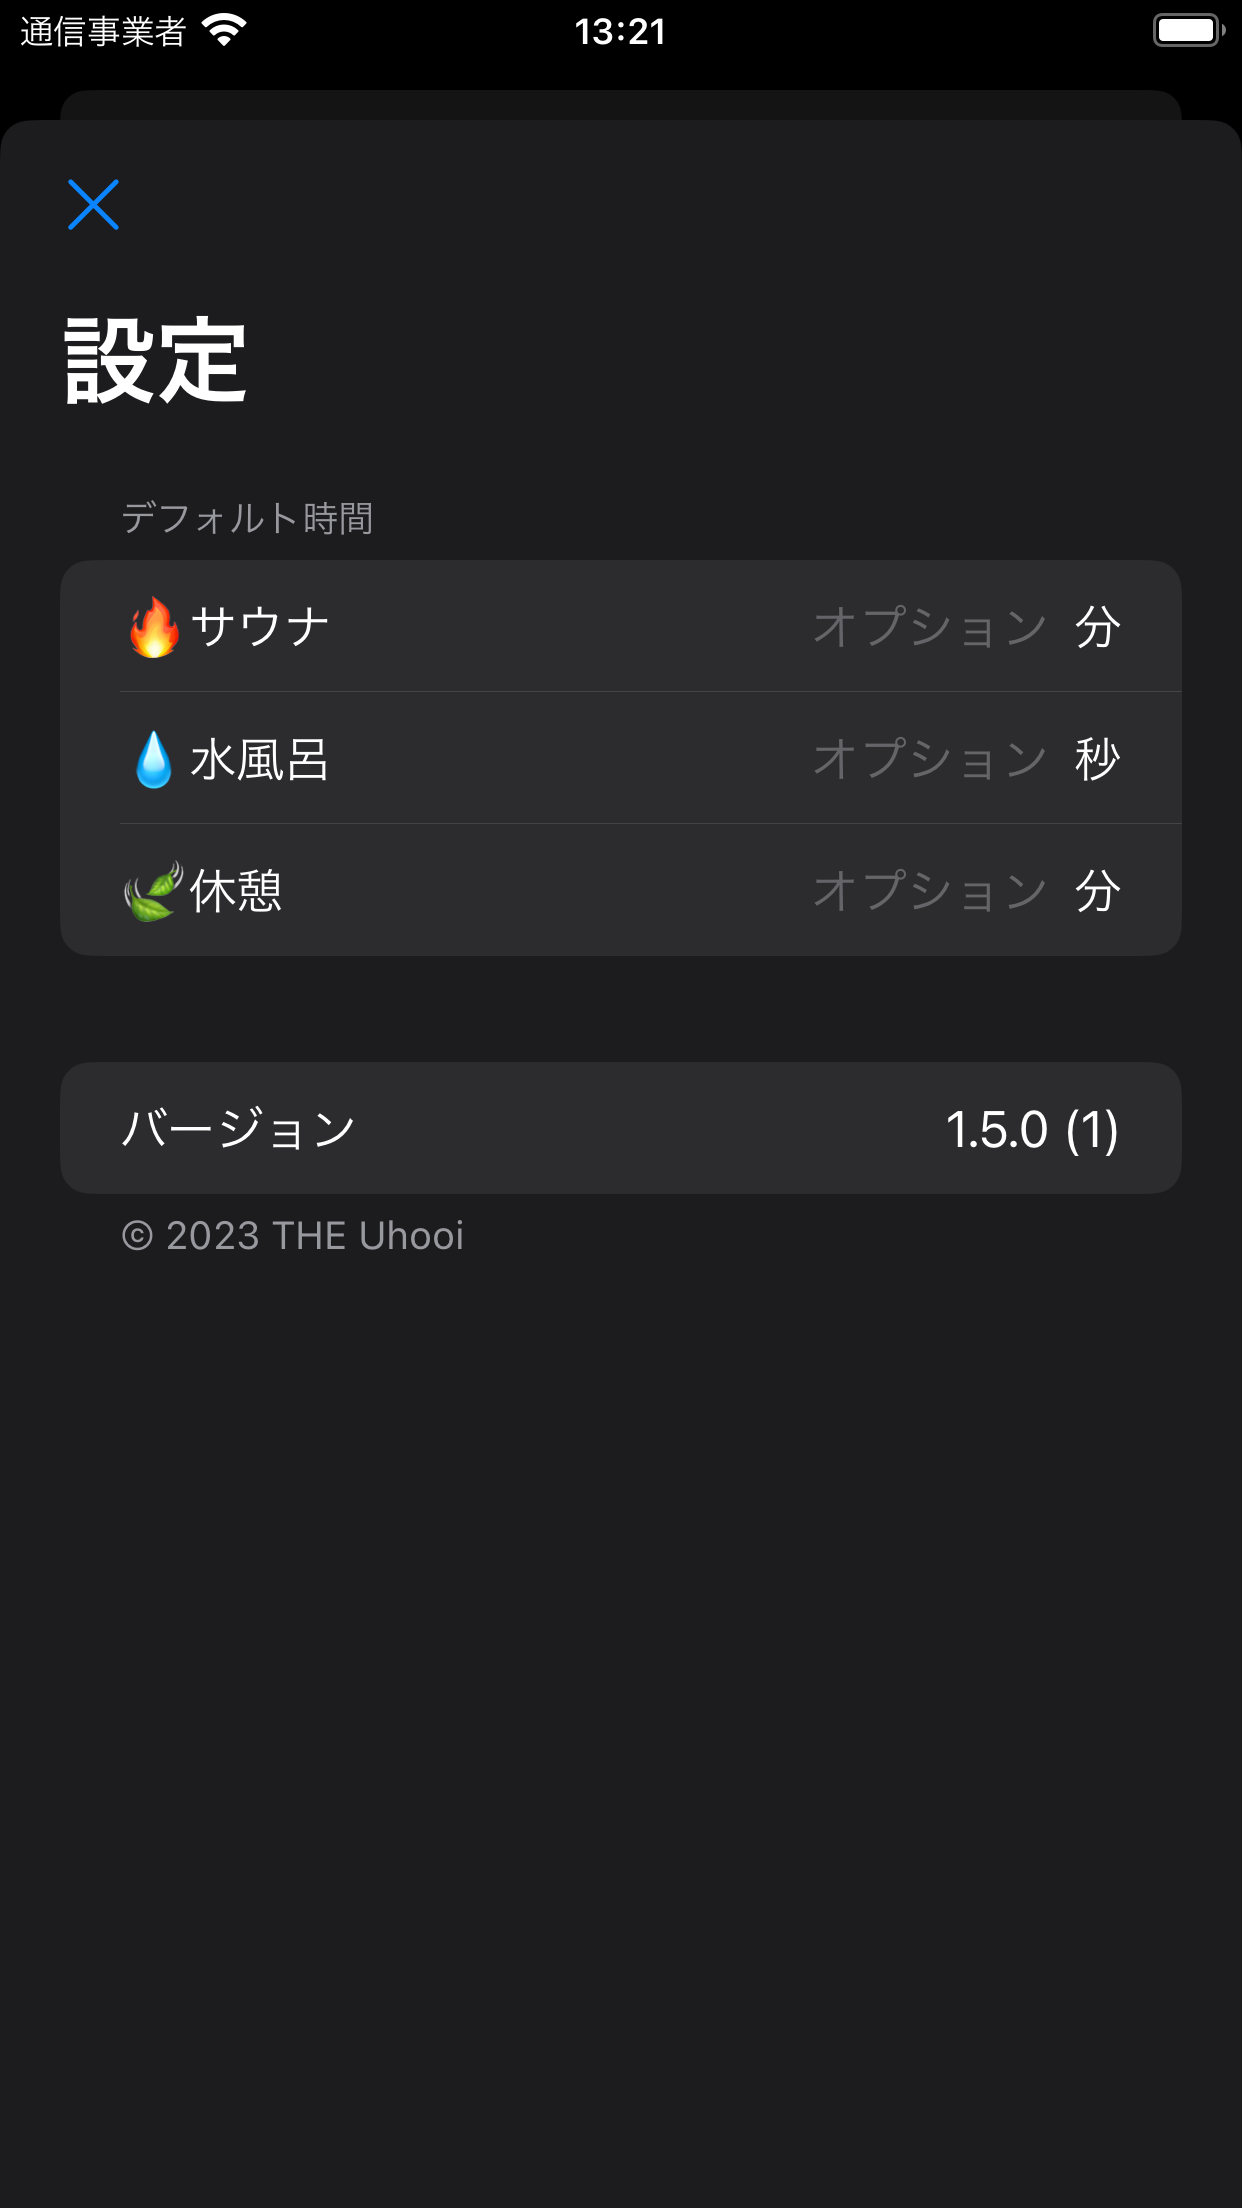 通信事業者 13:21
設定
デフォルト時間
🔥サウナ オプション 分
💧水風呂 オプション 秒
🍃休憩 オプション 分
バージョン 1.5.0 (1)
© 2023 THE Uhooi